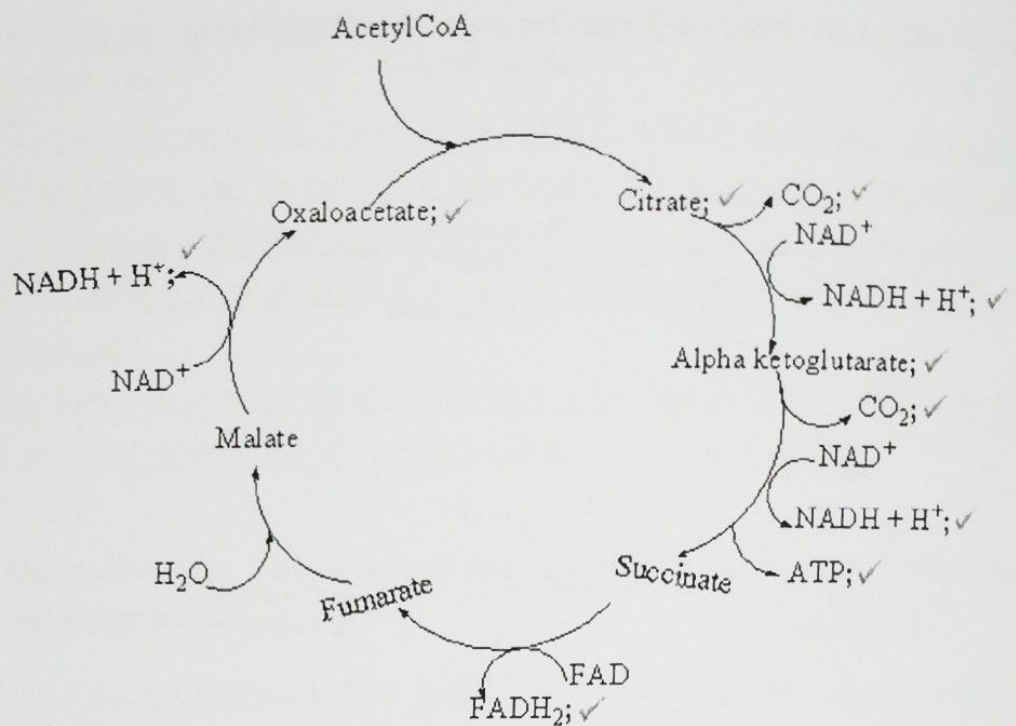 AcetylCoA
Oxaloacetate; ✓
Citrate; ✓
CO₂; ✓
NAD⁺
NADH + H⁺; ✓
Alpha ketoglutarate; ✓
CO₂; ✓
NAD⁺
NADH + H⁺; ✓
ATP; ✓
Succinate
FAD
FADH₂; ✓
Fumarate
H₂O
Malate
NAD⁺
NADH + H⁺; ✓